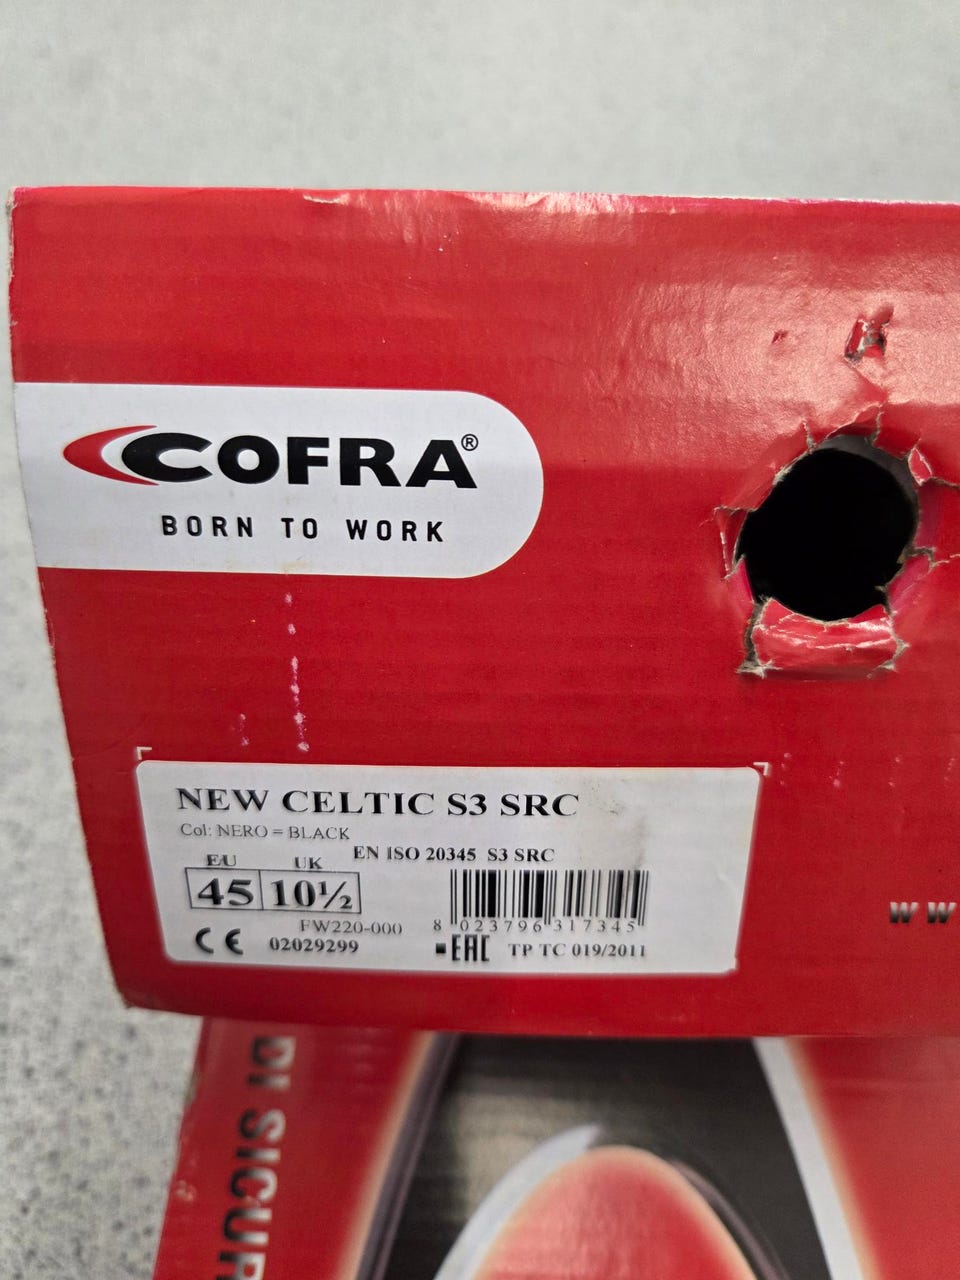 COFRA®
BORN TO WORK
NEW CELTIC S3 SRC
Col: NERO = BLACK
EN ISO 20345 S3 SRC
EU UK
45 10½
FW220-000
8 023796 317345
CE 02029299
EAC TP TC 019/2011
WW
DI SICUR